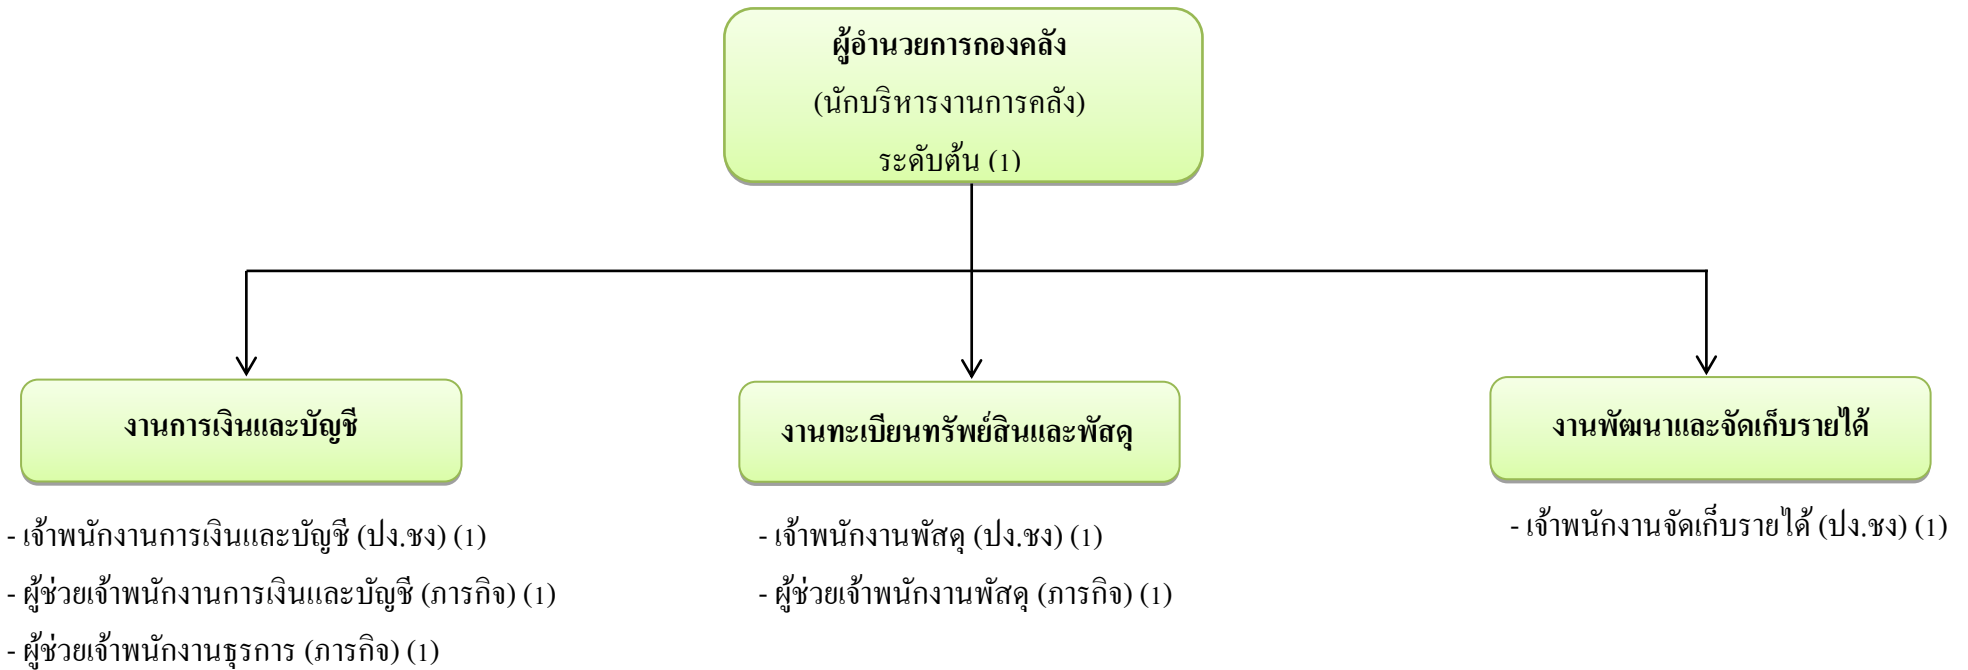 ผู้อำนวยการกองคลัง
(นักบริหารงานการคลัง)
ระดับต้น (1)
งานการเงินและบัญชี
- เจ้าพนักงานการเงินและบัญชี (ปง.ชง) (1)
- ผู้ช่วยเจ้าพนักงานการเงินและบัญชี (ภารกิจ) (1)
- ผู้ช่วยเจ้าพนักงานธุรการ (ภารกิจ) (1)
งานทะเบียนทรัพย์สินและพัสดุ
- เจ้าพนักงานพัสดุ (ปง.ชง) (1)
- ผู้ช่วยเจ้าพนักงานพัสดุ (ภารกิจ) (1)
งานพัฒนาและจัดเก็บรายได้
- เจ้าพนักงานจัดเก็บรายได้ (ปง.ชง) (1)